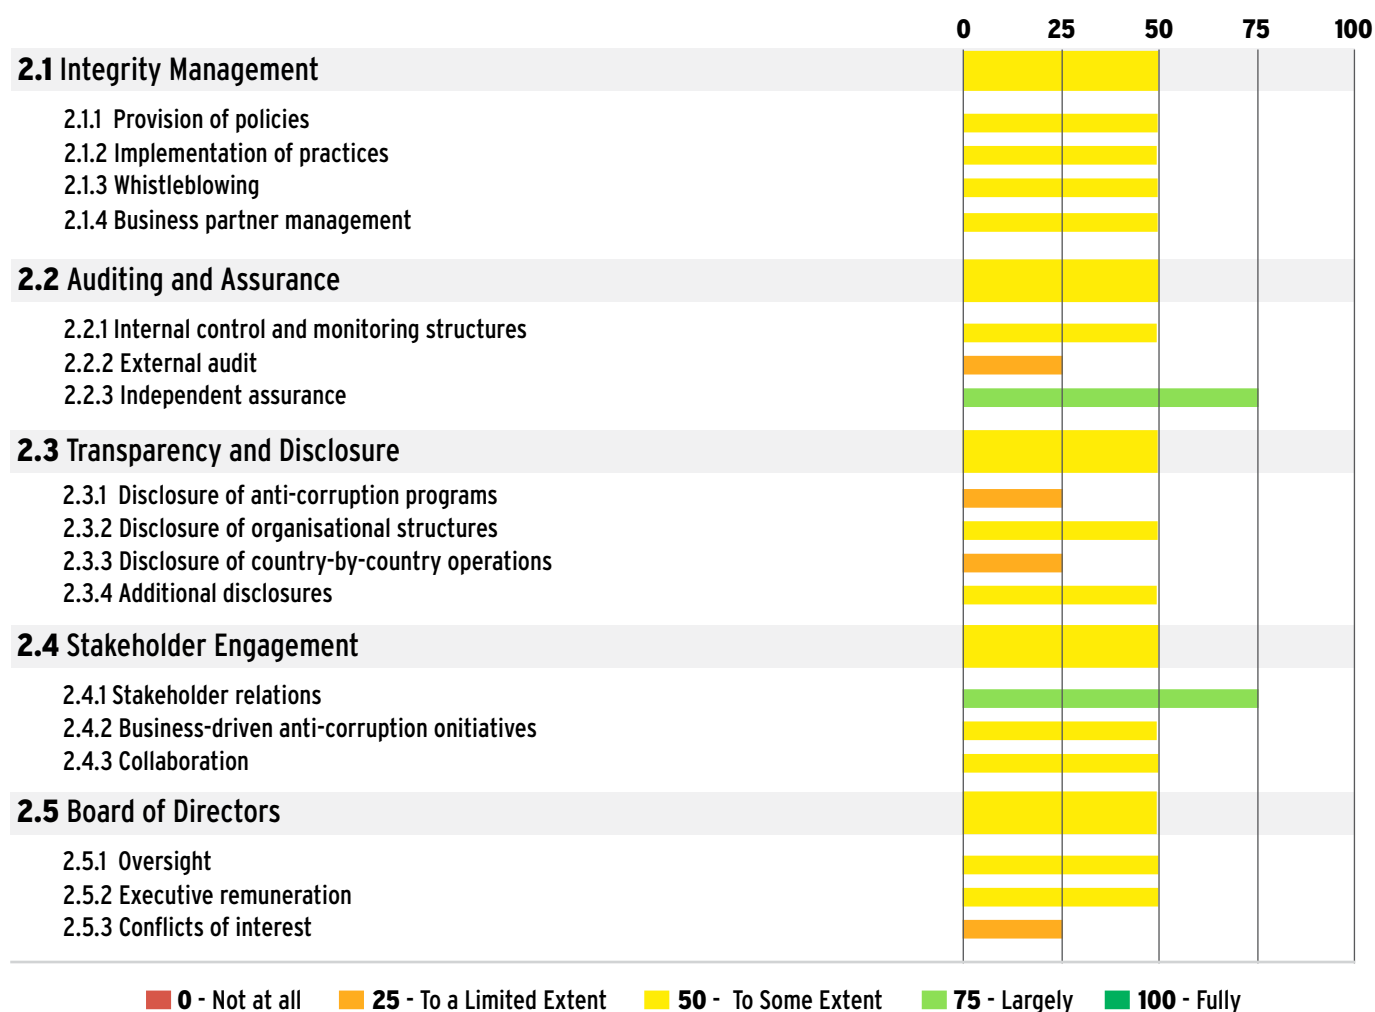 0 25 50 75 100
2.1 Integrity Management
2.1.1 Provision of policies
2.1.2 Implementation of practices
2.1.3 Whistleblowing
2.1.4 Business partner management
2.2 Auditing and Assurance
2.2.1 Internal control and monitoring structures
2.2.2 External audit
2.2.3 Independent assurance
2.3 Transparency and Disclosure
2.3.1 Disclosure of anti-corruption programs
2.3.2 Disclosure of organisational structures
2.3.3 Disclosure of country-by-country operations
2.3.4 Additional disclosures
2.4 Stakeholder Engagement
2.4.1 Stakeholder relations
2.4.2 Business-driven anti-corruption onitiatives
2.4.3 Collaboration
2.5 Board of Directors
2.5.1 Oversight
2.5.2 Executive remuneration
2.5.3 Conflicts of interest
0 - Not at all 25 - To a Limited Extent 50 - To Some Extent 75 - Largely 100 - Fully